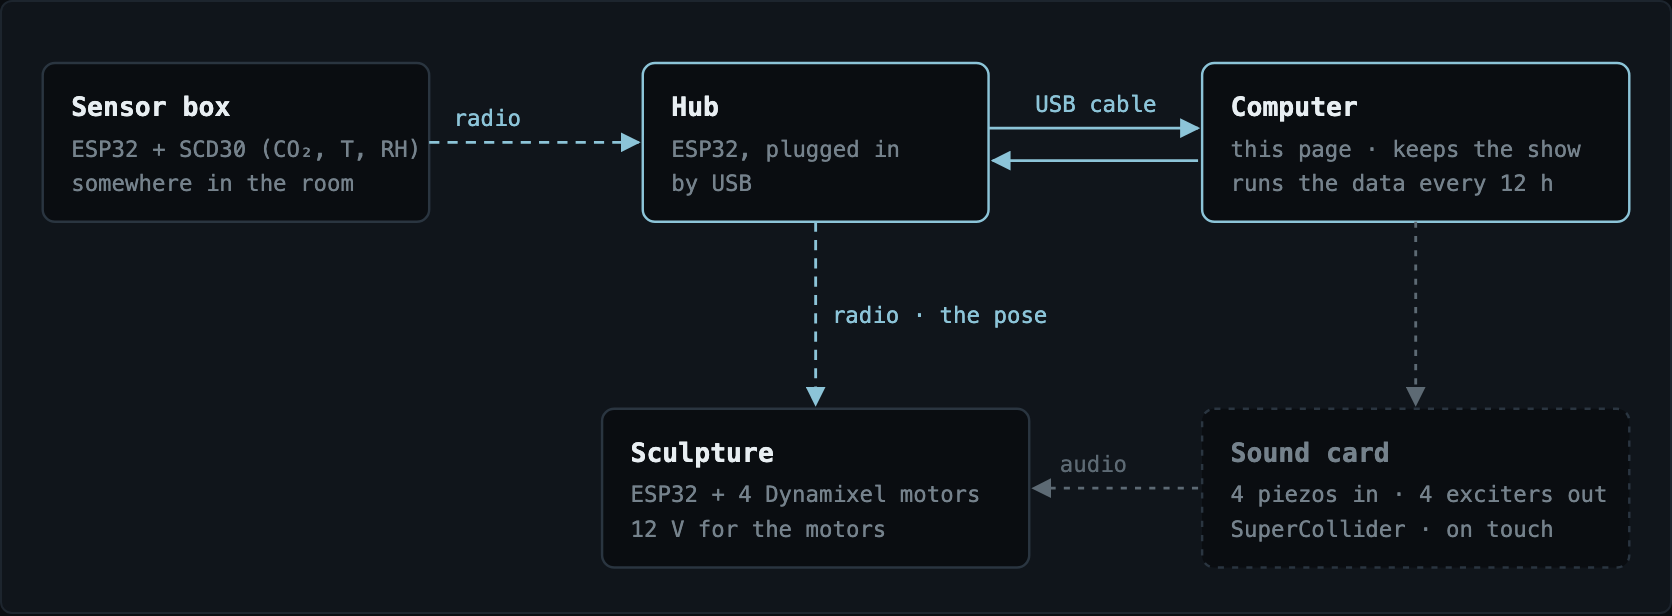 Sensor box
ESP32 + SCD30 (CO₂, T, RH)
somewhere in the room
radio
Hub
ESP32, plugged in
by USB
USB cable
Computer
this page · keeps the show
runs the data every 12 h
radio · the pose
Sculpture
ESP32 + 4 Dynamixel motors
12 V for the motors
audio
Sound card
4 piezos in · 4 exciters out
SuperCollider · on touch